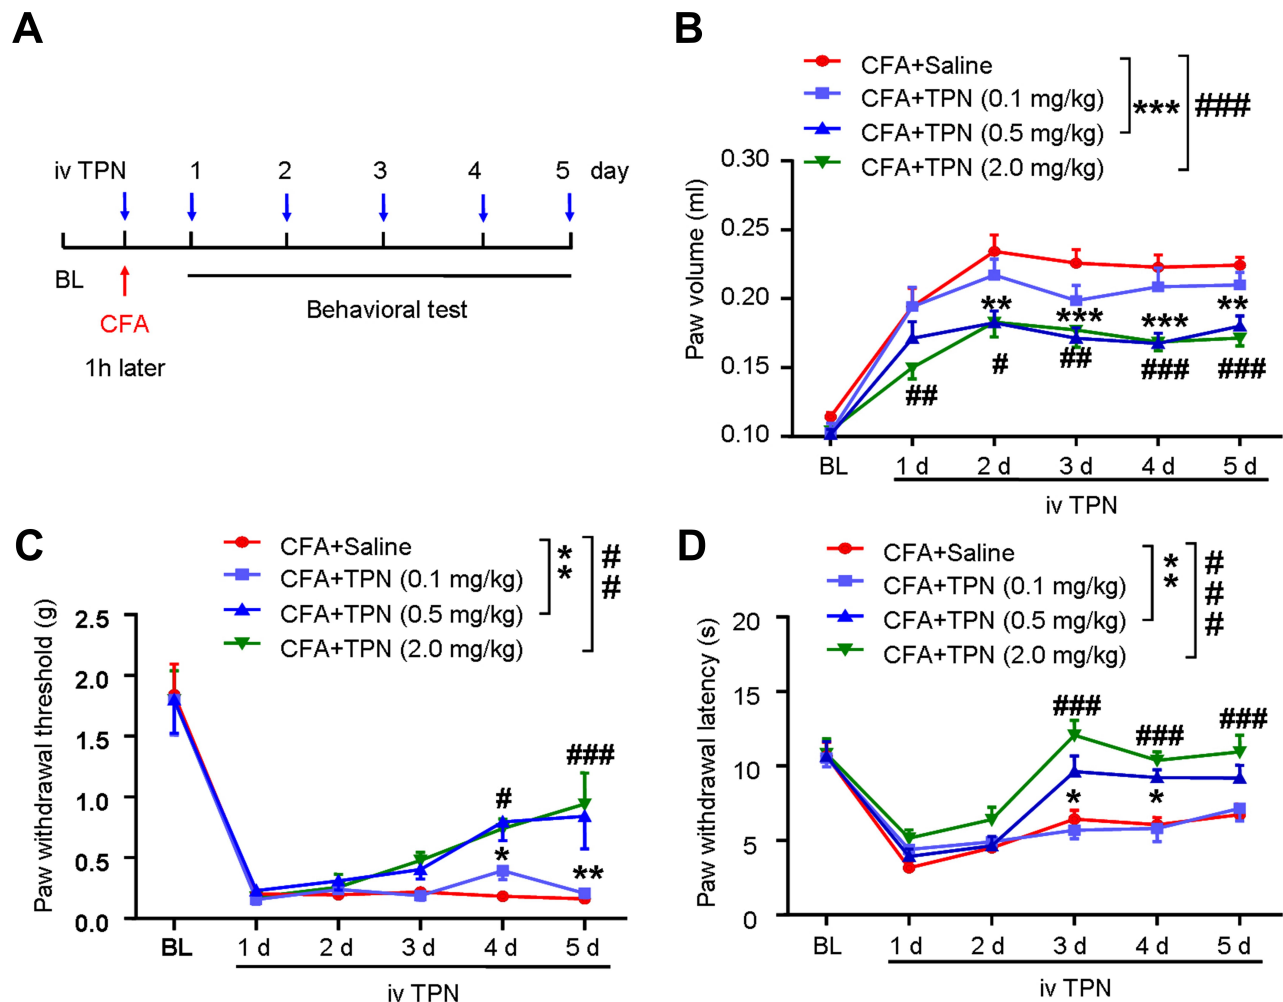 A
iv TPN 1 2 3 4 5 day
BL
CFA
1h later
Behavioral test
B
CFA+Saline
CFA+TPN (0.1 mg/kg)
CFA+TPN (0.5 mg/kg)
CFA+TPN (2.0 mg/kg)
*** ###
Paw volume (ml)
0.30
0.25
0.20
0.15
0.10
** *** *** **
## # ## ### ###
BL 1 d 2 d 3 d 4 d 5 d
iv TPN
C
CFA+Saline
CFA+TPN (0.1 mg/kg)
CFA+TPN (0.5 mg/kg)
CFA+TPN (2.0 mg/kg)
** ##
Paw withdrawal threshold (g)
2.5
2.0
1.5
1.0
0.5
0.0
# ###
* **
BL 1 d 2 d 3 d 4 d 5 d
iv TPN
D
CFA+Saline
CFA+TPN (0.1 mg/kg)
CFA+TPN (0.5 mg/kg)
CFA+TPN (2.0 mg/kg)
** ###
Paw withdrawal latency (s)
20
15
10
5
0
### ### ###
* *
BL 1 d 2 d 3 d 4 d 5 d
iv TPN